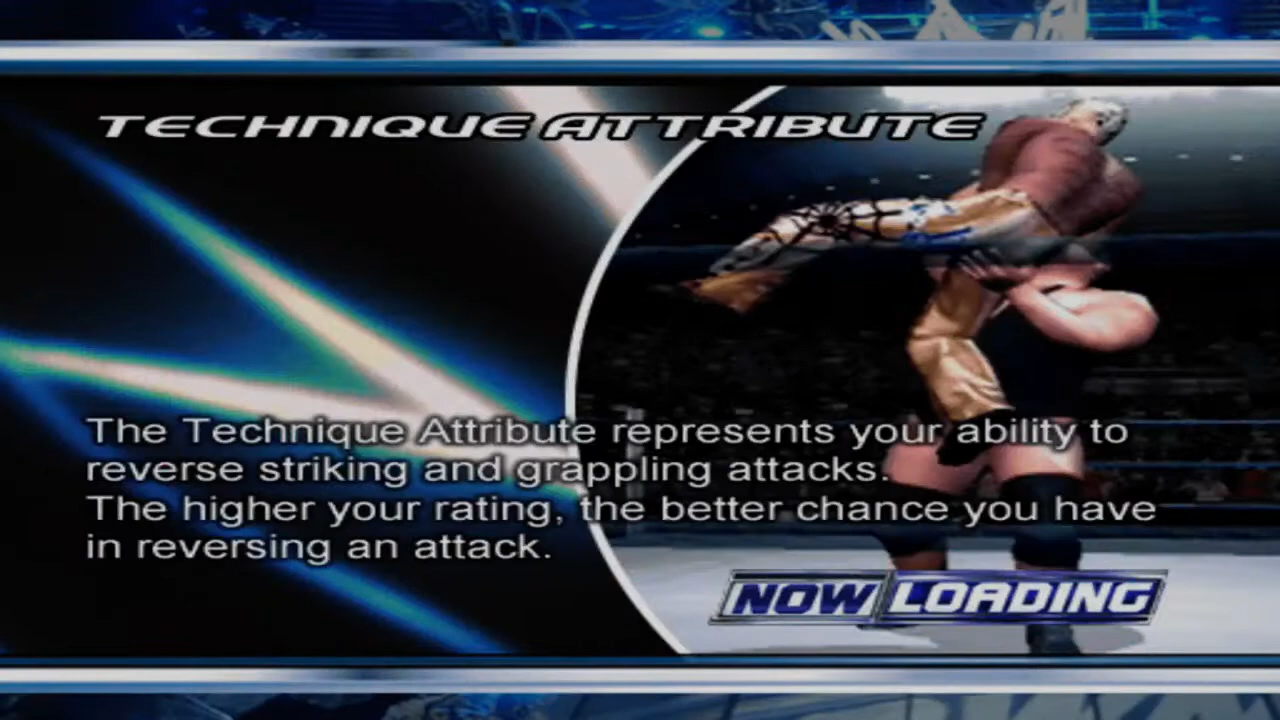 TECHNIQUE ATTRIBUTE
The Technique Attribute represents your ability to
reverse striking and grappling attacks.
The higher your rating, the better chance you have
in reversing an attack.
NOW LOADING